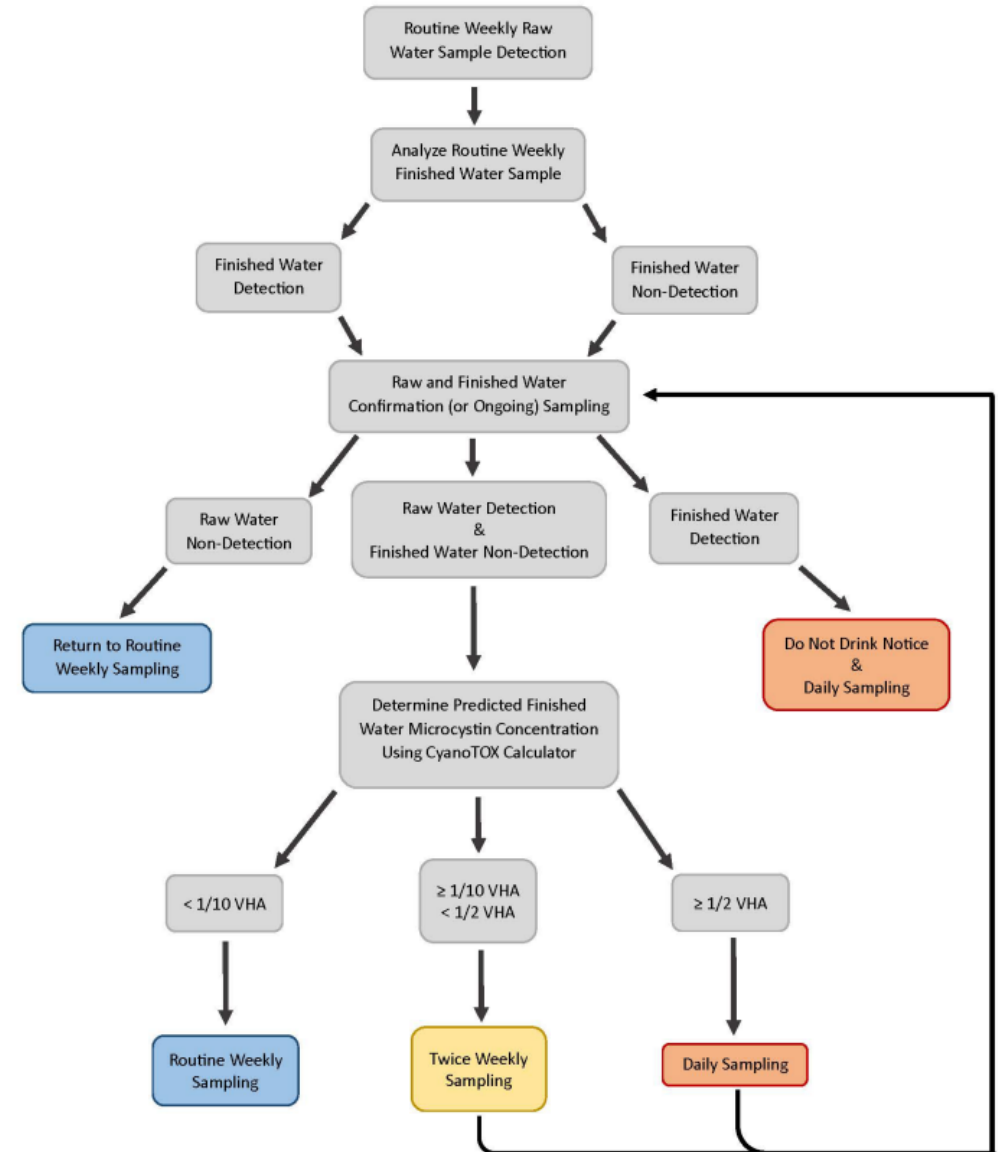 Routine Weekly Raw
Water Sample Detection
Analyze Routine Weekly
Finished Water Sample
Finished Water
Detection
Finished Water
Non-Detection
Raw and Finished Water
Confirmation (or Ongoing) Sampling
Raw Water
Non-Detection
Raw Water Detection
&
Finished Water Non-Detection
Finished Water
Detection
Return to Routine
Weekly Sampling
Do Not Drink Notice
&
Daily Sampling
Determine Predicted Finished
Water Microcystin Concentration
Using CyanoTOX Calculator
< 1/10 VHA
≥ 1/10 VHA
< 1/2 VHA
≥ 1/2 VHA
Routine Weekly
Sampling
Twice Weekly
Sampling
Daily Sampling